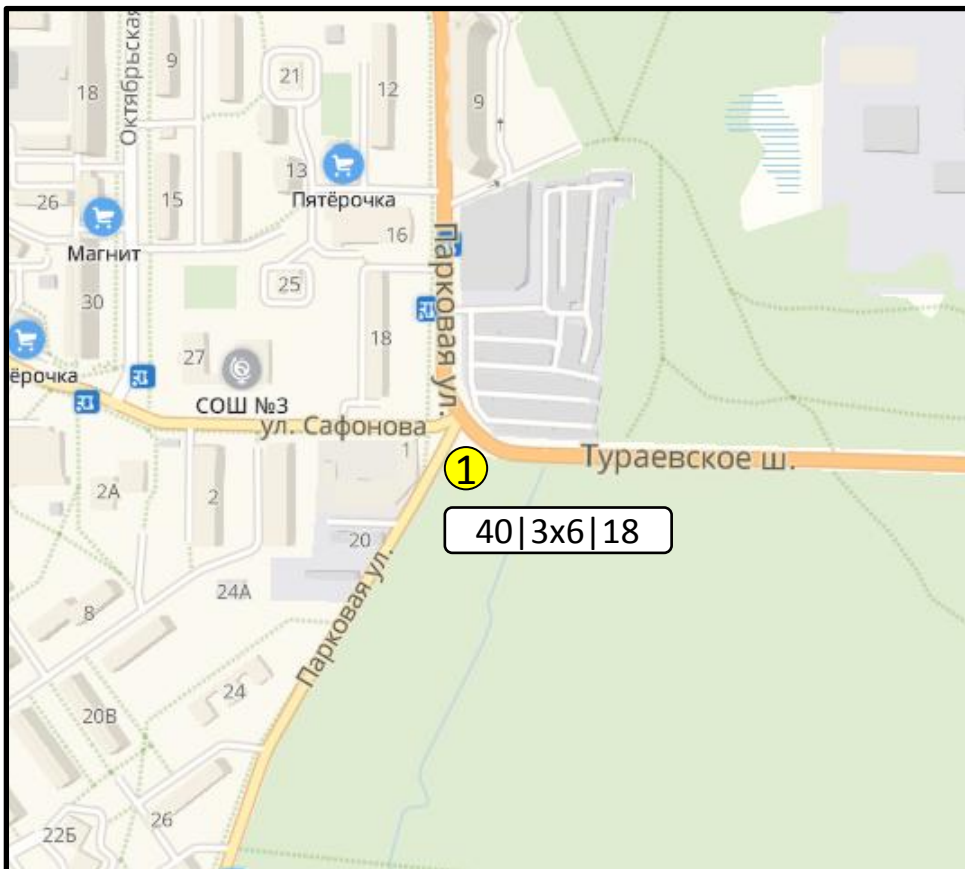 Октябрьская
9
21
12
9
18
13
Пятёрочка
26
15
Магнит
16
Парковая ул.
30
25
18
27
ёрочка
СОШ №3
ул. Сафонова
1
Тураевское ш.
1
2А
2
40|3х6|18
20
24А
Парковая ул.
8
24
20В
26
22Б